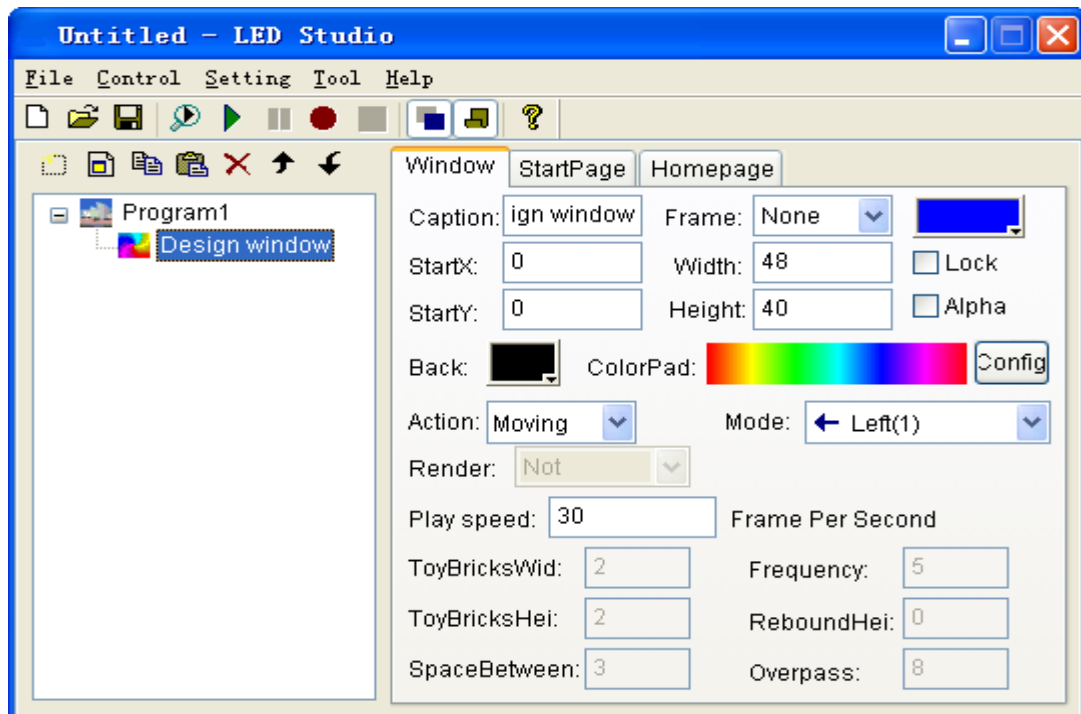 Untitled - LED Studio
File Control Setting Tool Help
Window StartPage Homepage
Program1
Design window
Caption: ign window Frame: None
StartX: 0 Width: 48 Lock
StartY: 0 Height: 40 Alpha
Back: ColorPad: Config
Action: Moving Mode: Left(1)
Render: Not
Play speed: 30 Frame Per Second
ToyBricksWid: 2 Frequency: 5
ToyBricksHei: 2 ReboundHei: 0
SpaceBetween: 3 Overpass: 8